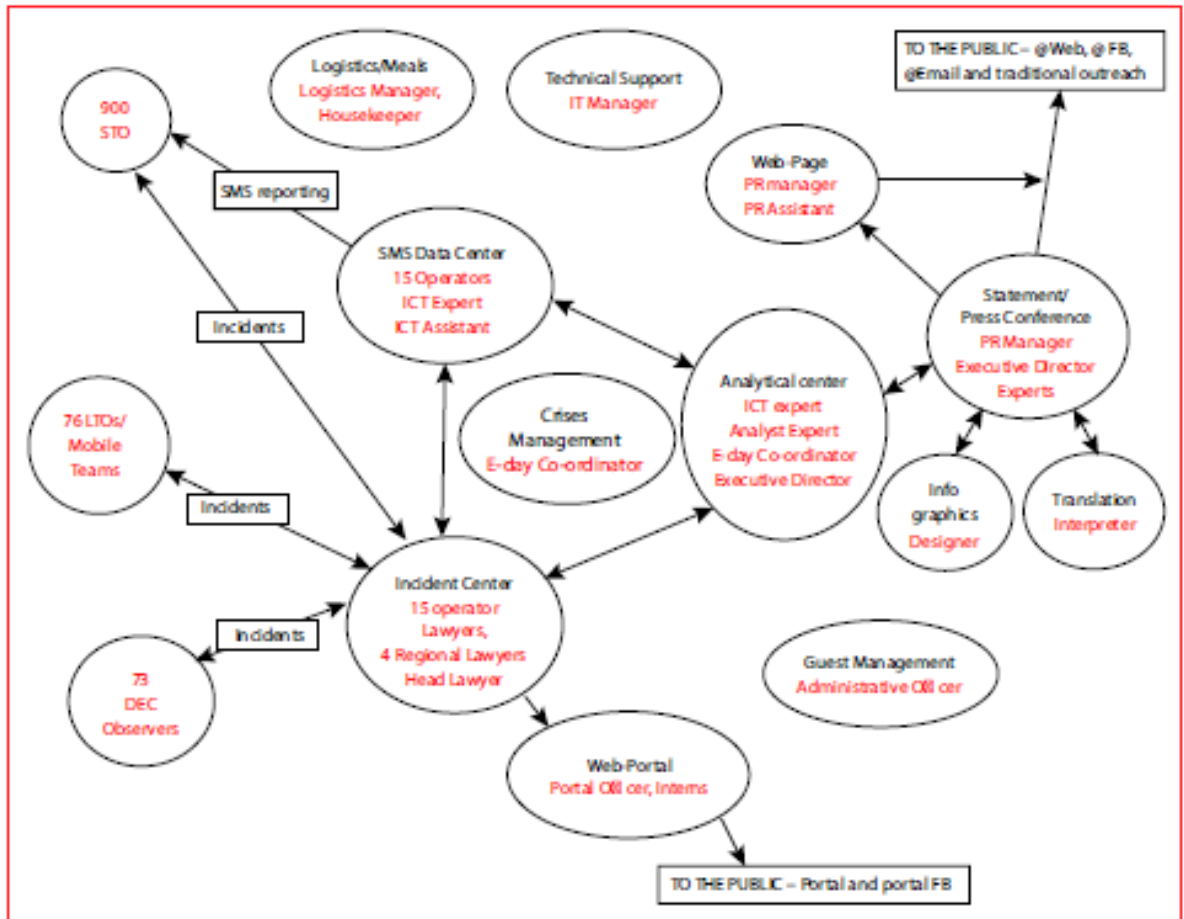 Logistics/Meals
Logistics Manager,
Housekeeper
Technical Support
IT Manager
TO THE PUBLIC – @Web, @ FB,
@Email and traditional outreach
900
STO
SMS reporting
Web-Page
PR manager
PR Assistant
SMS Data Center
15 Operators
ICT Expert
ICT Assistant
Statement/
Press Conference
PR Manager
Executive Director
Experts
Incidents
Analytical center
ICT expert
Analyst Expert
E-day Co-ordinator
Executive Director
Crises
Management
E-day Co-ordinator
76 LTOs/
Mobile
Teams
Incidents
Info
graphics
Designer
Translation
Interpreter
Incident Center
15 operator
Lawyers,
4 Regional Lawyers
Head Lawyer
Incidents
73
DEC
Observers
Guest Management
Administrative Officer
Web-Portal
Portal Officer, Interns
TO THE PUBLIC – Portal and portal FB